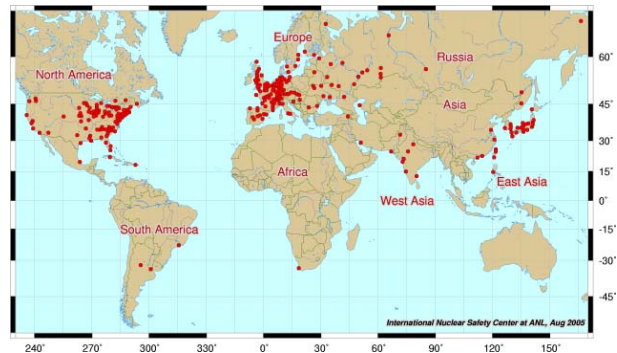 Europe
Russia
North America
Asia
Africa
East Asia
West Asia
South America
International Nuclear Safety Center at ANL, Aug 2005
60°
45°
30°
15°
0°
-15°
-30°
-45°
240°
270°
300°
330°
0°
30°
60°
90°
120°
150°